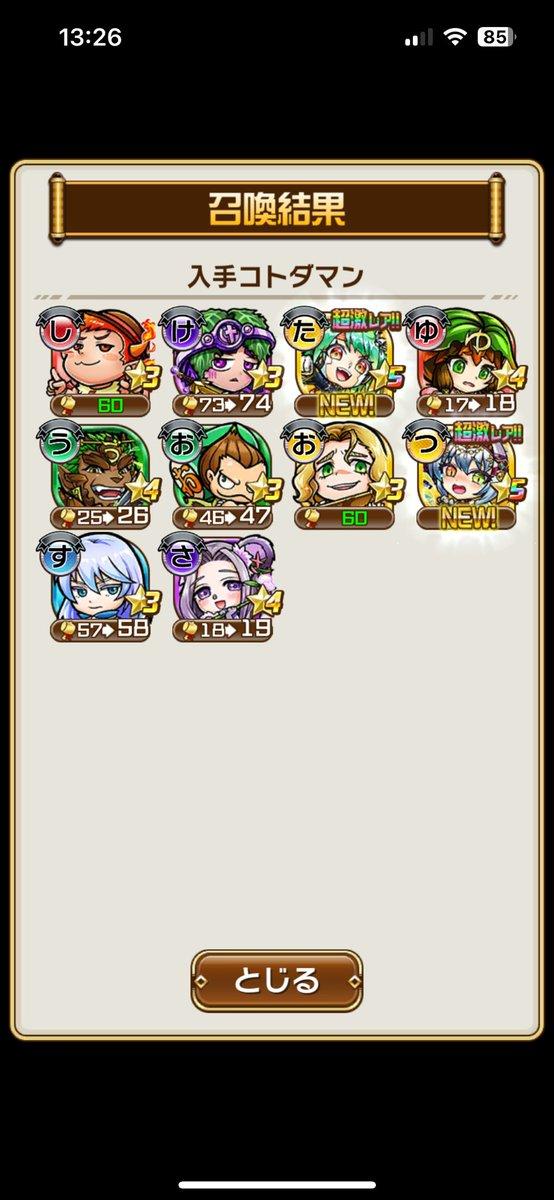 13:26
85
召喚結果
入手コトダマン
し け た 超激レア!! ゆ
3 3 5 4
60 73→74 NEW! 17→18
う お お つ 超激レア!!
4 3 3 5
25→26 46→47 60 NEW!
す さ
3 4
57→58 18→19
とじる